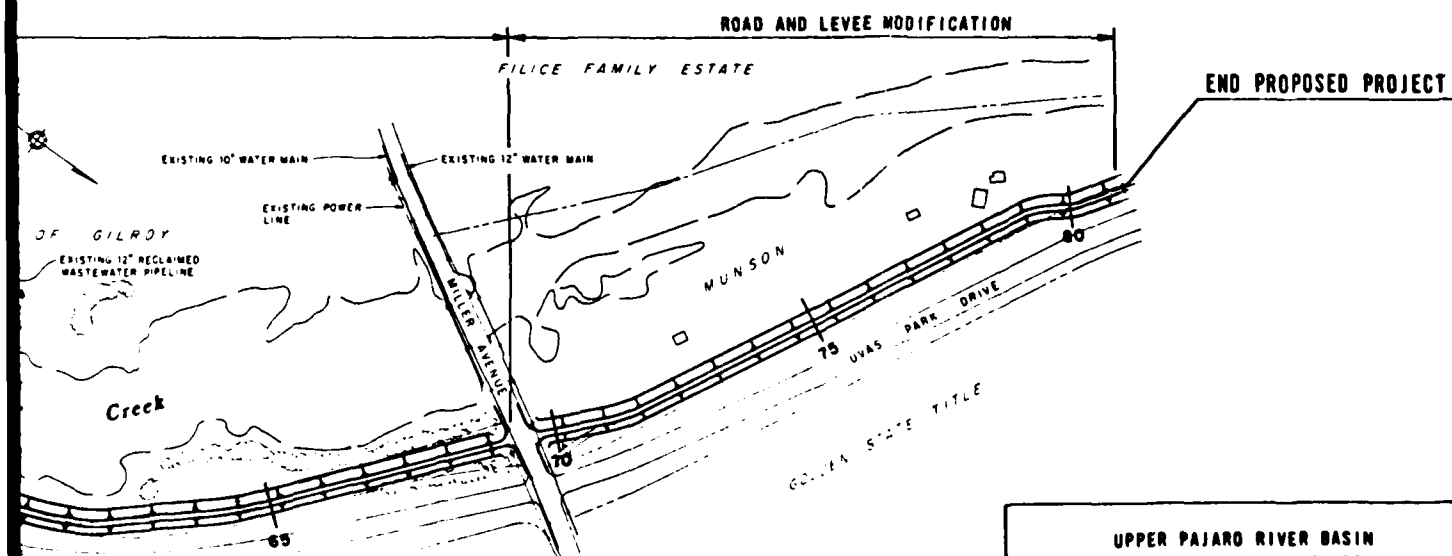 ROAD AND LEVEE MODIFICATION
FILICE FAMILY ESTATE
END PROPOSED PROJECT
EXISTING 10" WATER MAIN
EXISTING 12" WATER MAIN
EXISTING POWER
LINE
OF GILROY
EXISTING 12" RECLAIMED
WASTEWATER PIPELINE
MILLER AVENUE
MUNSON
80
UVAS PARK DRIVE
75
Creek
70
GOLDEN STATE TITLE
65
UPPER PAJARO RIVER BASIN